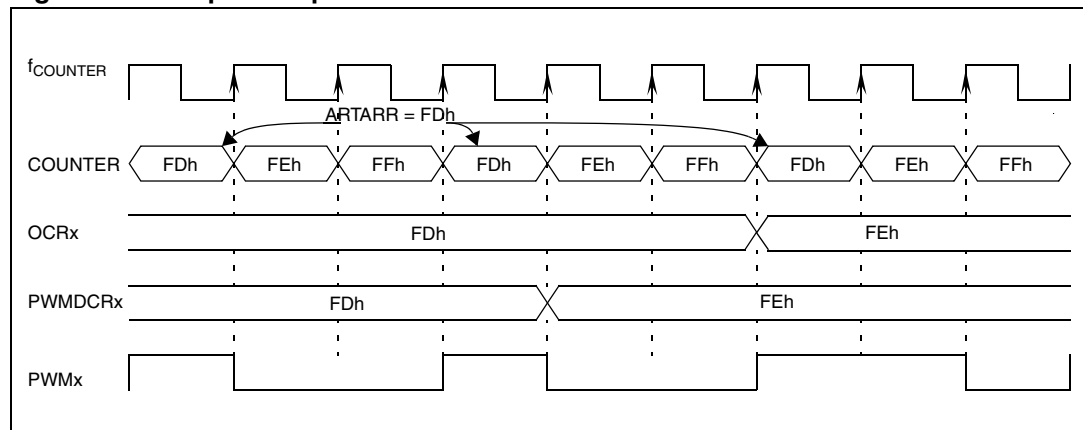 fCOUNTER
ARTARR = FDh
COUNTER FDh FEh FFh FDh FEh FFh FDh FEh FFh
OCRx FDh FEh
PWMDCRx FDh FEh
PWMx